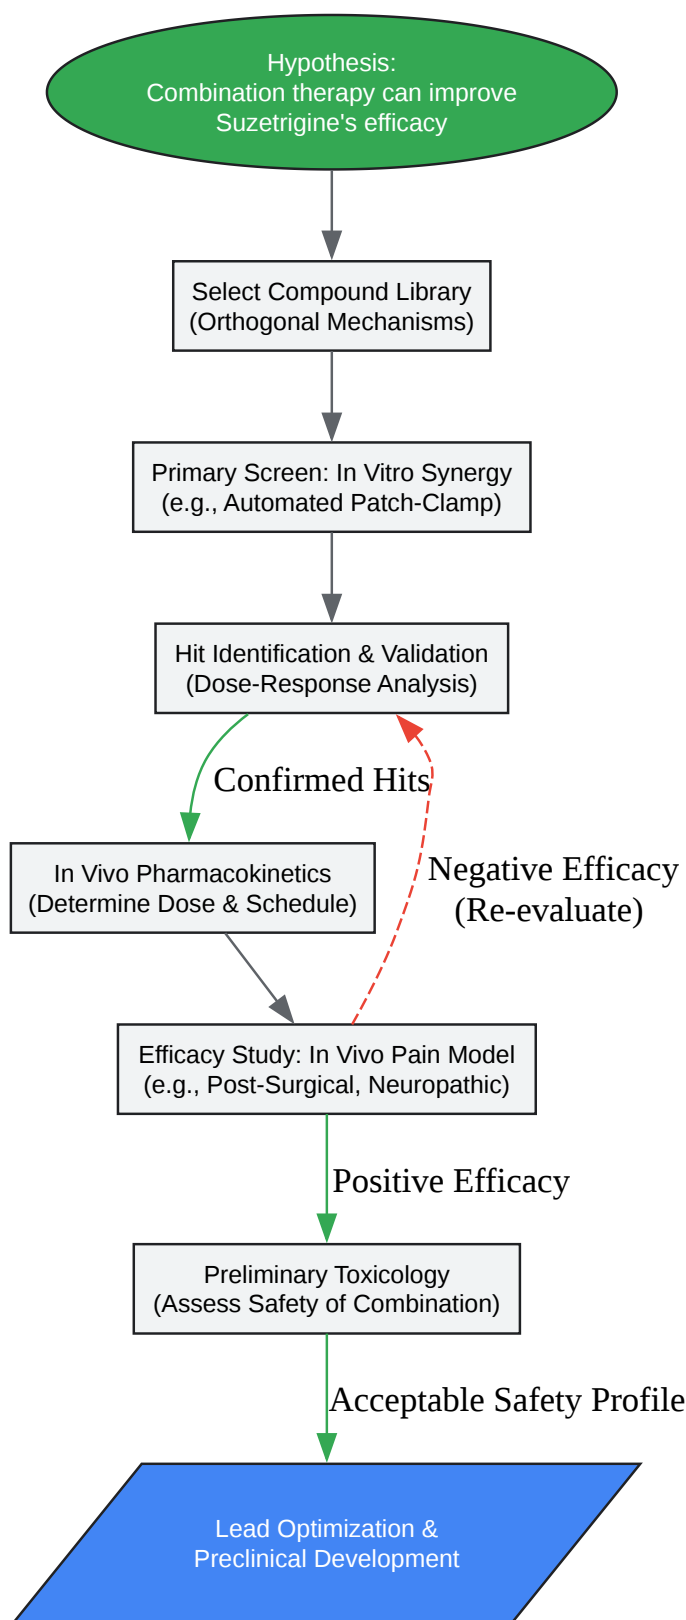 Hypothesis:
Combination therapy can improve
Suzetrigine's efficacy
Select Compound Library
(Orthogonal Mechanisms)
Primary Screen: In Vitro Synergy
(e.g., Automated Patch-Clamp)
Hit Identification & Validation
(Dose-Response Analysis)
Confirmed Hits
In Vivo Pharmacokinetics
(Determine Dose & Schedule)
Negative Efficacy
(Re-evaluate)
Efficacy Study: In Vivo Pain Model
(e.g., Post-Surgical, Neuropathic)
Positive Efficacy
Preliminary Toxicology
(Assess Safety of Combination)
Acceptable Safety Profile
Lead Optimization &
Preclinical Development